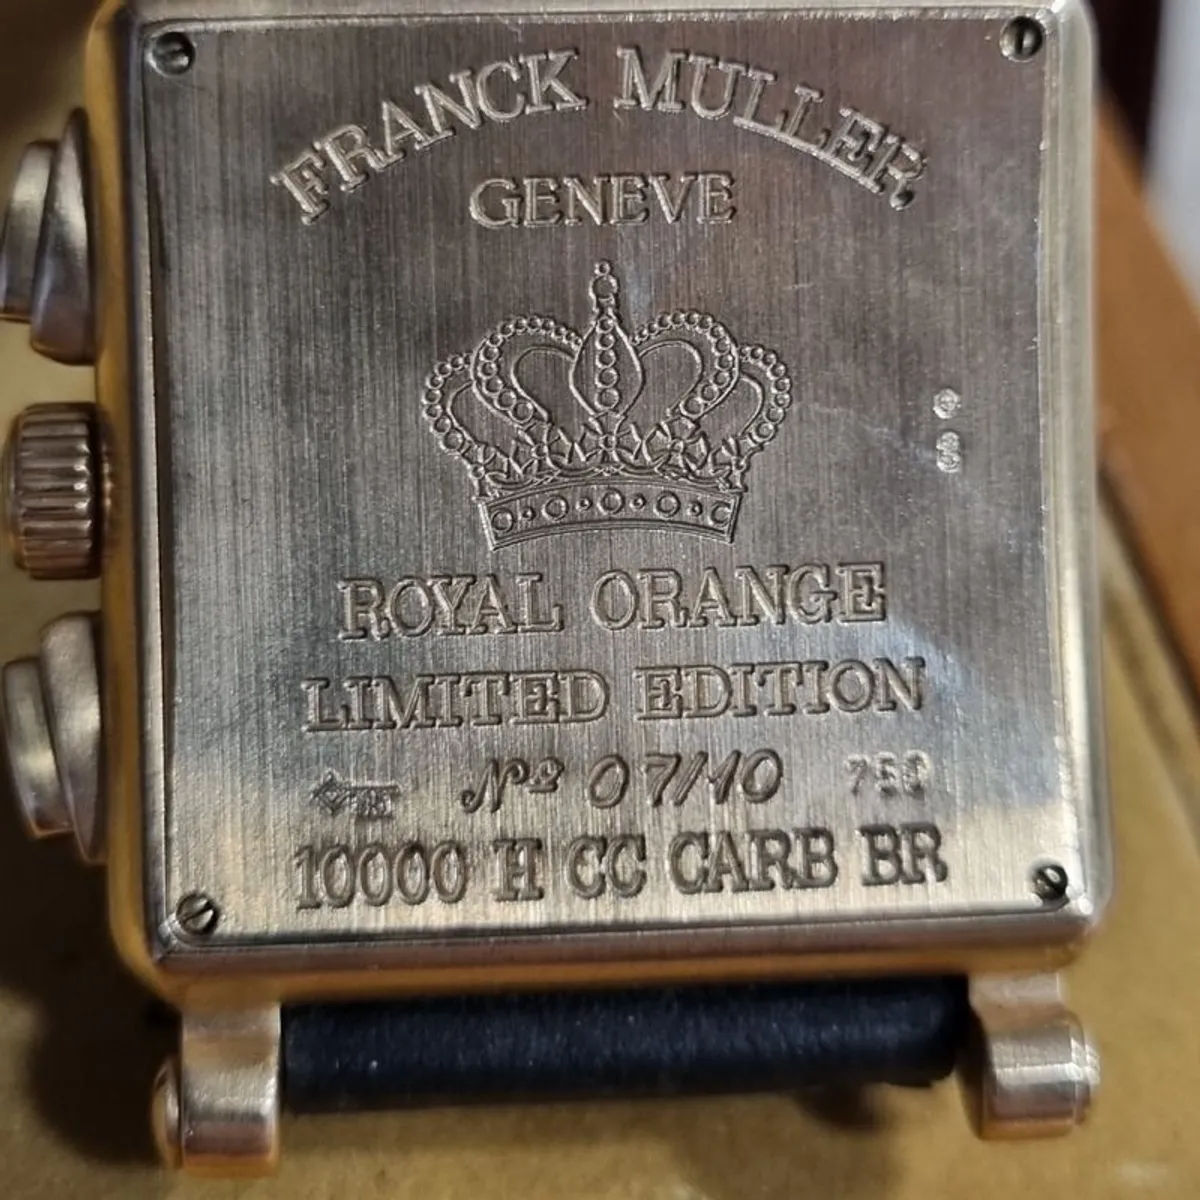 FRANCK MULLER
GENEVE
ROYAL ORANGE
LIMITED EDITION
Nº 07/10 750
10000 H CC CARB BR